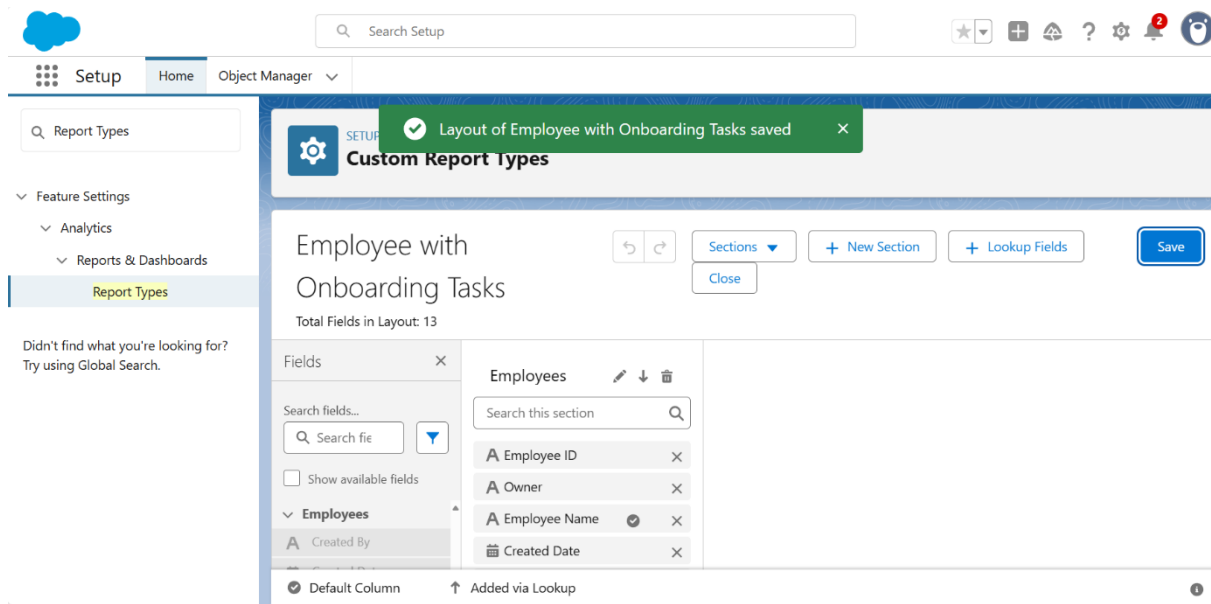 Search Setup
2
Setup
Home
Object Manager
Report Types
Feature Settings
Analytics
Reports & Dashboards
Report Types
Didn't find what you're looking for?
Try using Global Search.
Layout of Employee with Onboarding Tasks saved
Custom Report Types
Employee with
Onboarding Tasks
Total Fields in Layout: 13
Sections
+ New Section
+ Lookup Fields
Save
Close
Fields
Search fields...
Search fie
Show available fields
Employees
Created By
Employees
Search this section
A Employee ID
A Owner
A Employee Name
Created Date
Default Column
Added via Lookup